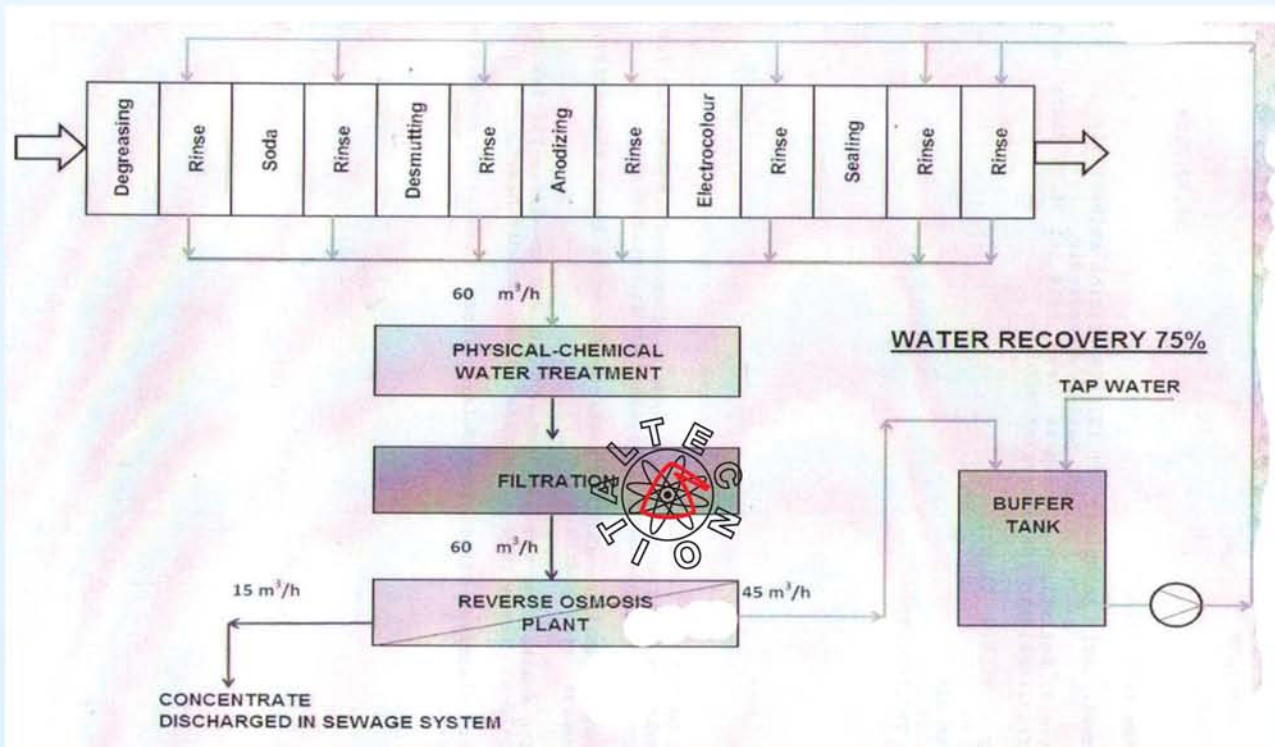 Degreasing
Rinse
Soda
Rinse
Desmutting
Rinse
Anodizing
Rinse
Electrocolour
Rinse
Sealing
Rinse
Rinse
60 m³/h
PHYSICAL-CHEMICAL
WATER TREATMENT
WATER RECOVERY 75%
TAP WATER
FILTRATION
ITALTECNO
BUFFER
TANK
60 m³/h
15 m³/h
REVERSE OSMOSIS
PLANT
45 m³/h
CONCENTRATE
DISCHARGED IN SEWAGE SYSTEM